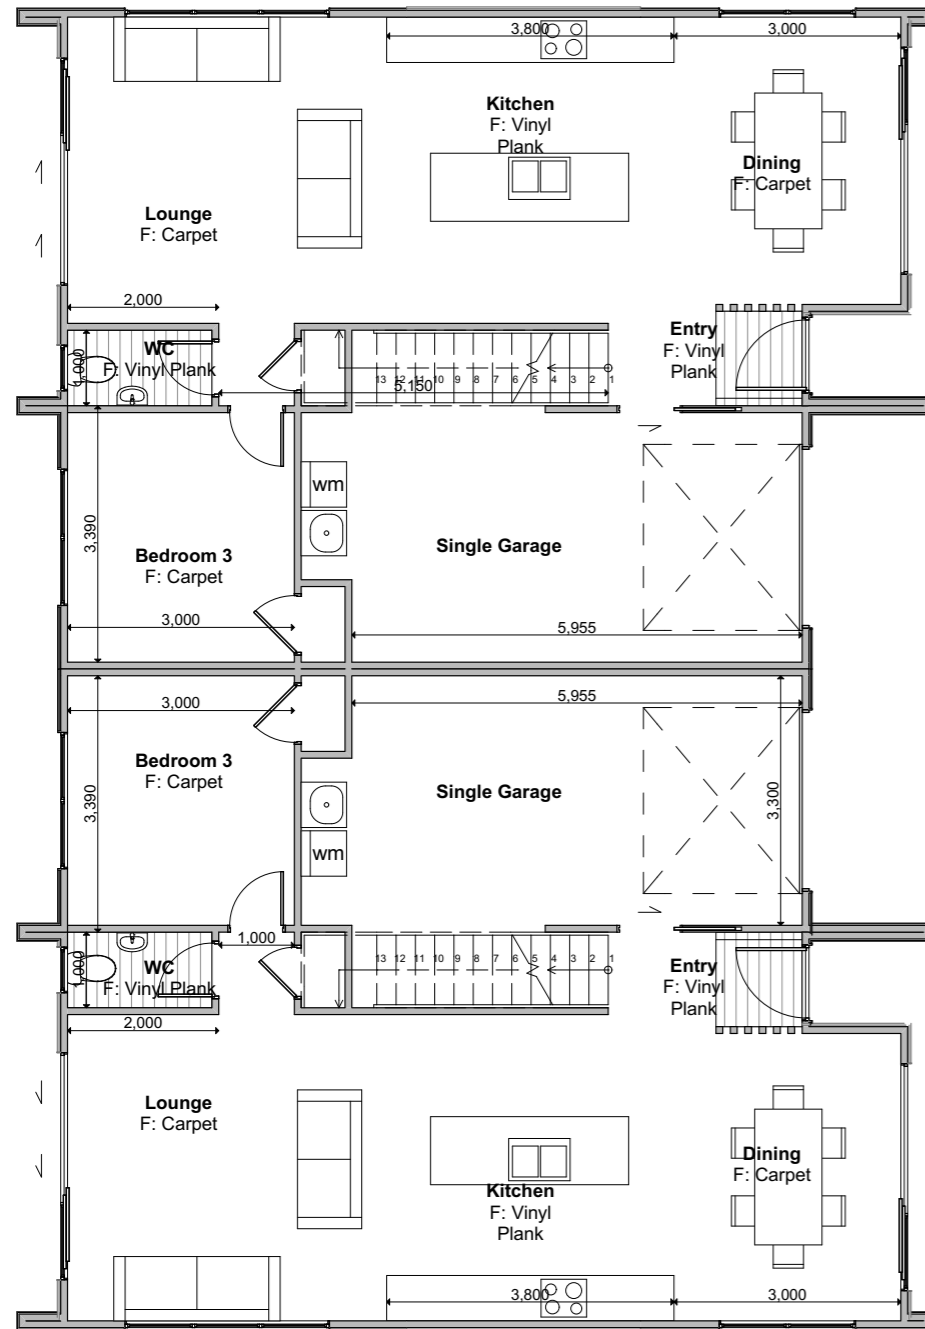 3,800
3,000
Kitchen
F: Vinyl
Plank
Dining
F: Carpet
Lounge
F: Carpet
2,000
WC
F: Vinyl Plank
1,000
Entry
F: Vinyl
Plank
13 12 11 10 9 8 7 6 5 4 3 2 1
5,150
wm
3,390
Bedroom 3
F: Carpet
Single Garage
3,000
5,955
3,000
5,955
Bedroom 3
F: Carpet
Single Garage
3,390
3,300
wm
1,000
WC
F: Vinyl Plank
1,000
13 12 11 10 9 8 7 6 5 4 3 2 1
Entry
F: Vinyl
Plank
2,000
Lounge
F: Carpet
Dining
F: Carpet
Kitchen
F: Vinyl
Plank
3,800
3,000